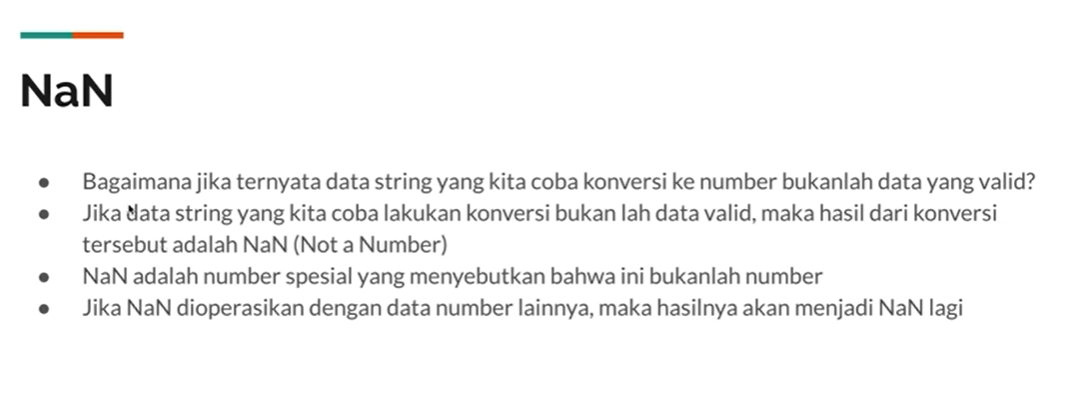 NaN
● Bagaimana jika ternyata data string yang kita coba konversi ke number bukanlah data yang valid?
● Jika data string yang kita coba lakukan konversi bukan lah data valid, maka hasil dari konversi
tersebut adalah NaN (Not a Number)
● NaN adalah number spesial yang menyebutkan bahwa ini bukanlah number
● Jika NaN dioperasikan dengan data number lainnya, maka hasilnya akan menjadi NaN lagi